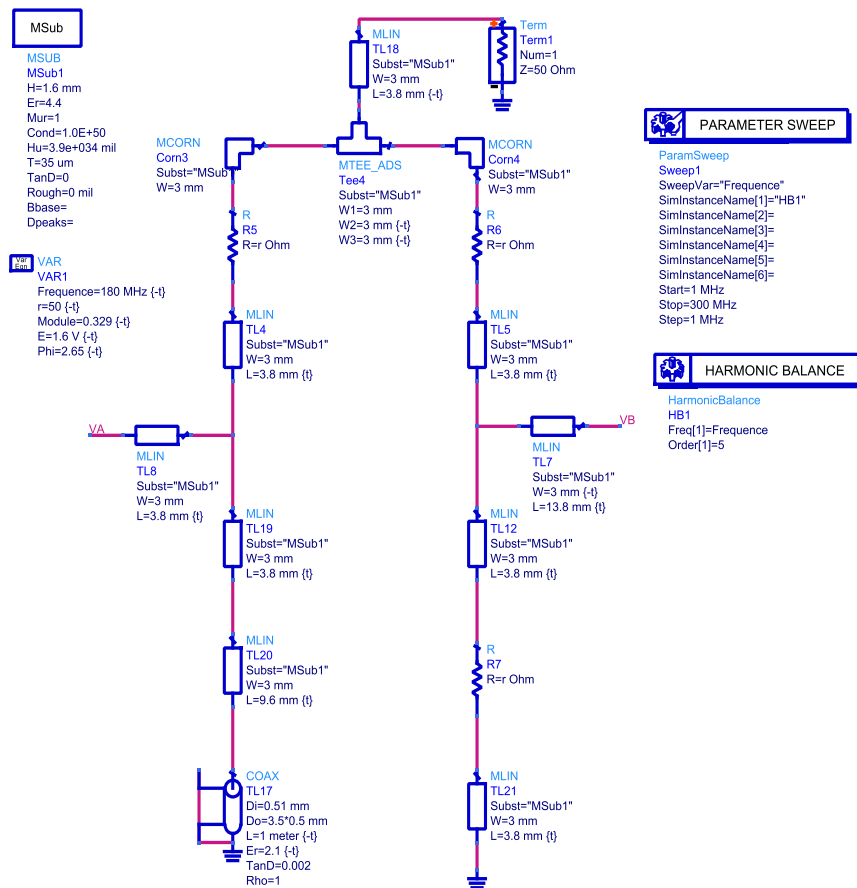 MSub
MSUB
MSub1
H=1.6 mm
Er=4.4
Mur=1
Cond=1.0E+50
Hu=3.9e+034 mil
T=35 um
TanD=0
Rough=0 mil
Bbase=
Dpeaks=
Var
Eqn
VAR
VAR1
Frequence=180 MHz {-t}
r=50 {-t}
Module=0.329 {-t}
E=1.6 V {-t}
Phi=2.65 {-t}
MLIN
TL18
Subst="MSub1"
W=3 mm
L=3.8 mm {-t}
Term
Term1
Num=1
Z=50 Ohm
MCORN
Corn3
Subst="MSub
W=3 mm
MTEE_ADS
Tee4
Subst="MSub1"
W1=3 mm
W2=3 mm {-t}
W3=3 mm {-t}
MCORN
Corn4
Subst="MSub1"
W=3 mm
R
R5
R=r Ohm
R
R6
R=r Ohm
MLIN
TL4
Subst="MSub1"
W=3 mm
L=3.8 mm {t}
MLIN
TL5
Subst="MSub1"
W=3 mm
L=3.8 mm {t}
VA
MLIN
TL8
Subst="MSub1"
W=3 mm
L=3.8 mm {t}
VB
MLIN
TL7
Subst="MSub1"
W=3 mm {-t}
L=13.8 mm {t}
MLIN
TL19
Subst="MSub1"
W=3 mm
L=3.8 mm {t}
MLIN
TL12
Subst="MSub1"
W=3 mm
L=3.8 mm {t}
MLIN
TL20
Subst="MSub1"
W=3 mm
L=9.6 mm {t}
R
R7
R=r Ohm
COAX
TL17
Di=0.51 mm
Do=3.5*0.5 mm
L=1 meter {-t}
Er=2.1 {-t}
TanD=0.002
Rho=1
MLIN
TL21
Subst="MSub1"
W=3 mm
L=3.8 mm {t}
PARAMETER SWEEP
ParamSweep
Sweep1
SweepVar="Frequence"
SimInstanceName[1]="HB1"
SimInstanceName[2]=
SimInstanceName[3]=
SimInstanceName[4]=
SimInstanceName[5]=
SimInstanceName[6]=
Start=1 MHz
Stop=300 MHz
Step=1 MHz
HARMONIC BALANCE
HarmonicBalance
HB1
Freq[1]=Frequence
Order[1]=5